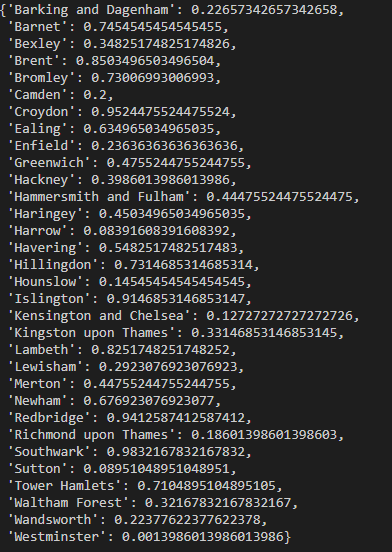 {'Barking and Dagenham': 0.22657342657342658,
'Barnet': 0.7454545454545455,
'Bexley': 0.34825174825174826,
'Brent': 0.8503496503496504,
'Bromley': 0.73006993006993,
'Camden': 0.2,
'Croydon': 0.9524475524475524,
'Ealing': 0.634965034965035,
'Enfield': 0.23636363636363636,
'Greenwich': 0.4755244755244755,
'Hackney': 0.3986013986013986,
'Hammersmith and Fulham': 0.44475524475524475,
'Haringey': 0.45034965034965035,
'Harrow': 0.08391608391608392,
'Havering': 0.5482517482517483,
'Hillingdon': 0.7314685314685314,
'Hounslow': 0.14545454545454545,
'Islington': 0.9146853146853147,
'Kensington and Chelsea': 0.12727272727272726,
'Kingston upon Thames': 0.33146853146853145,
'Lambeth': 0.8251748251748252,
'Lewisham': 0.2923076923076923,
'Merton': 0.44755244755244755,
'Newham': 0.676923076923077,
'Redbridge': 0.9412587412587412,
'Richmond upon Thames': 0.18601398601398603,
'Southwark': 0.9832167832167832,
'Sutton': 0.08951048951048951,
'Tower Hamlets': 0.7104895104895105,
'Waltham Forest': 0.32167832167832167,
'Wandsworth': 0.22377622377622378,
'Westminster': 0.0013986013986013986}